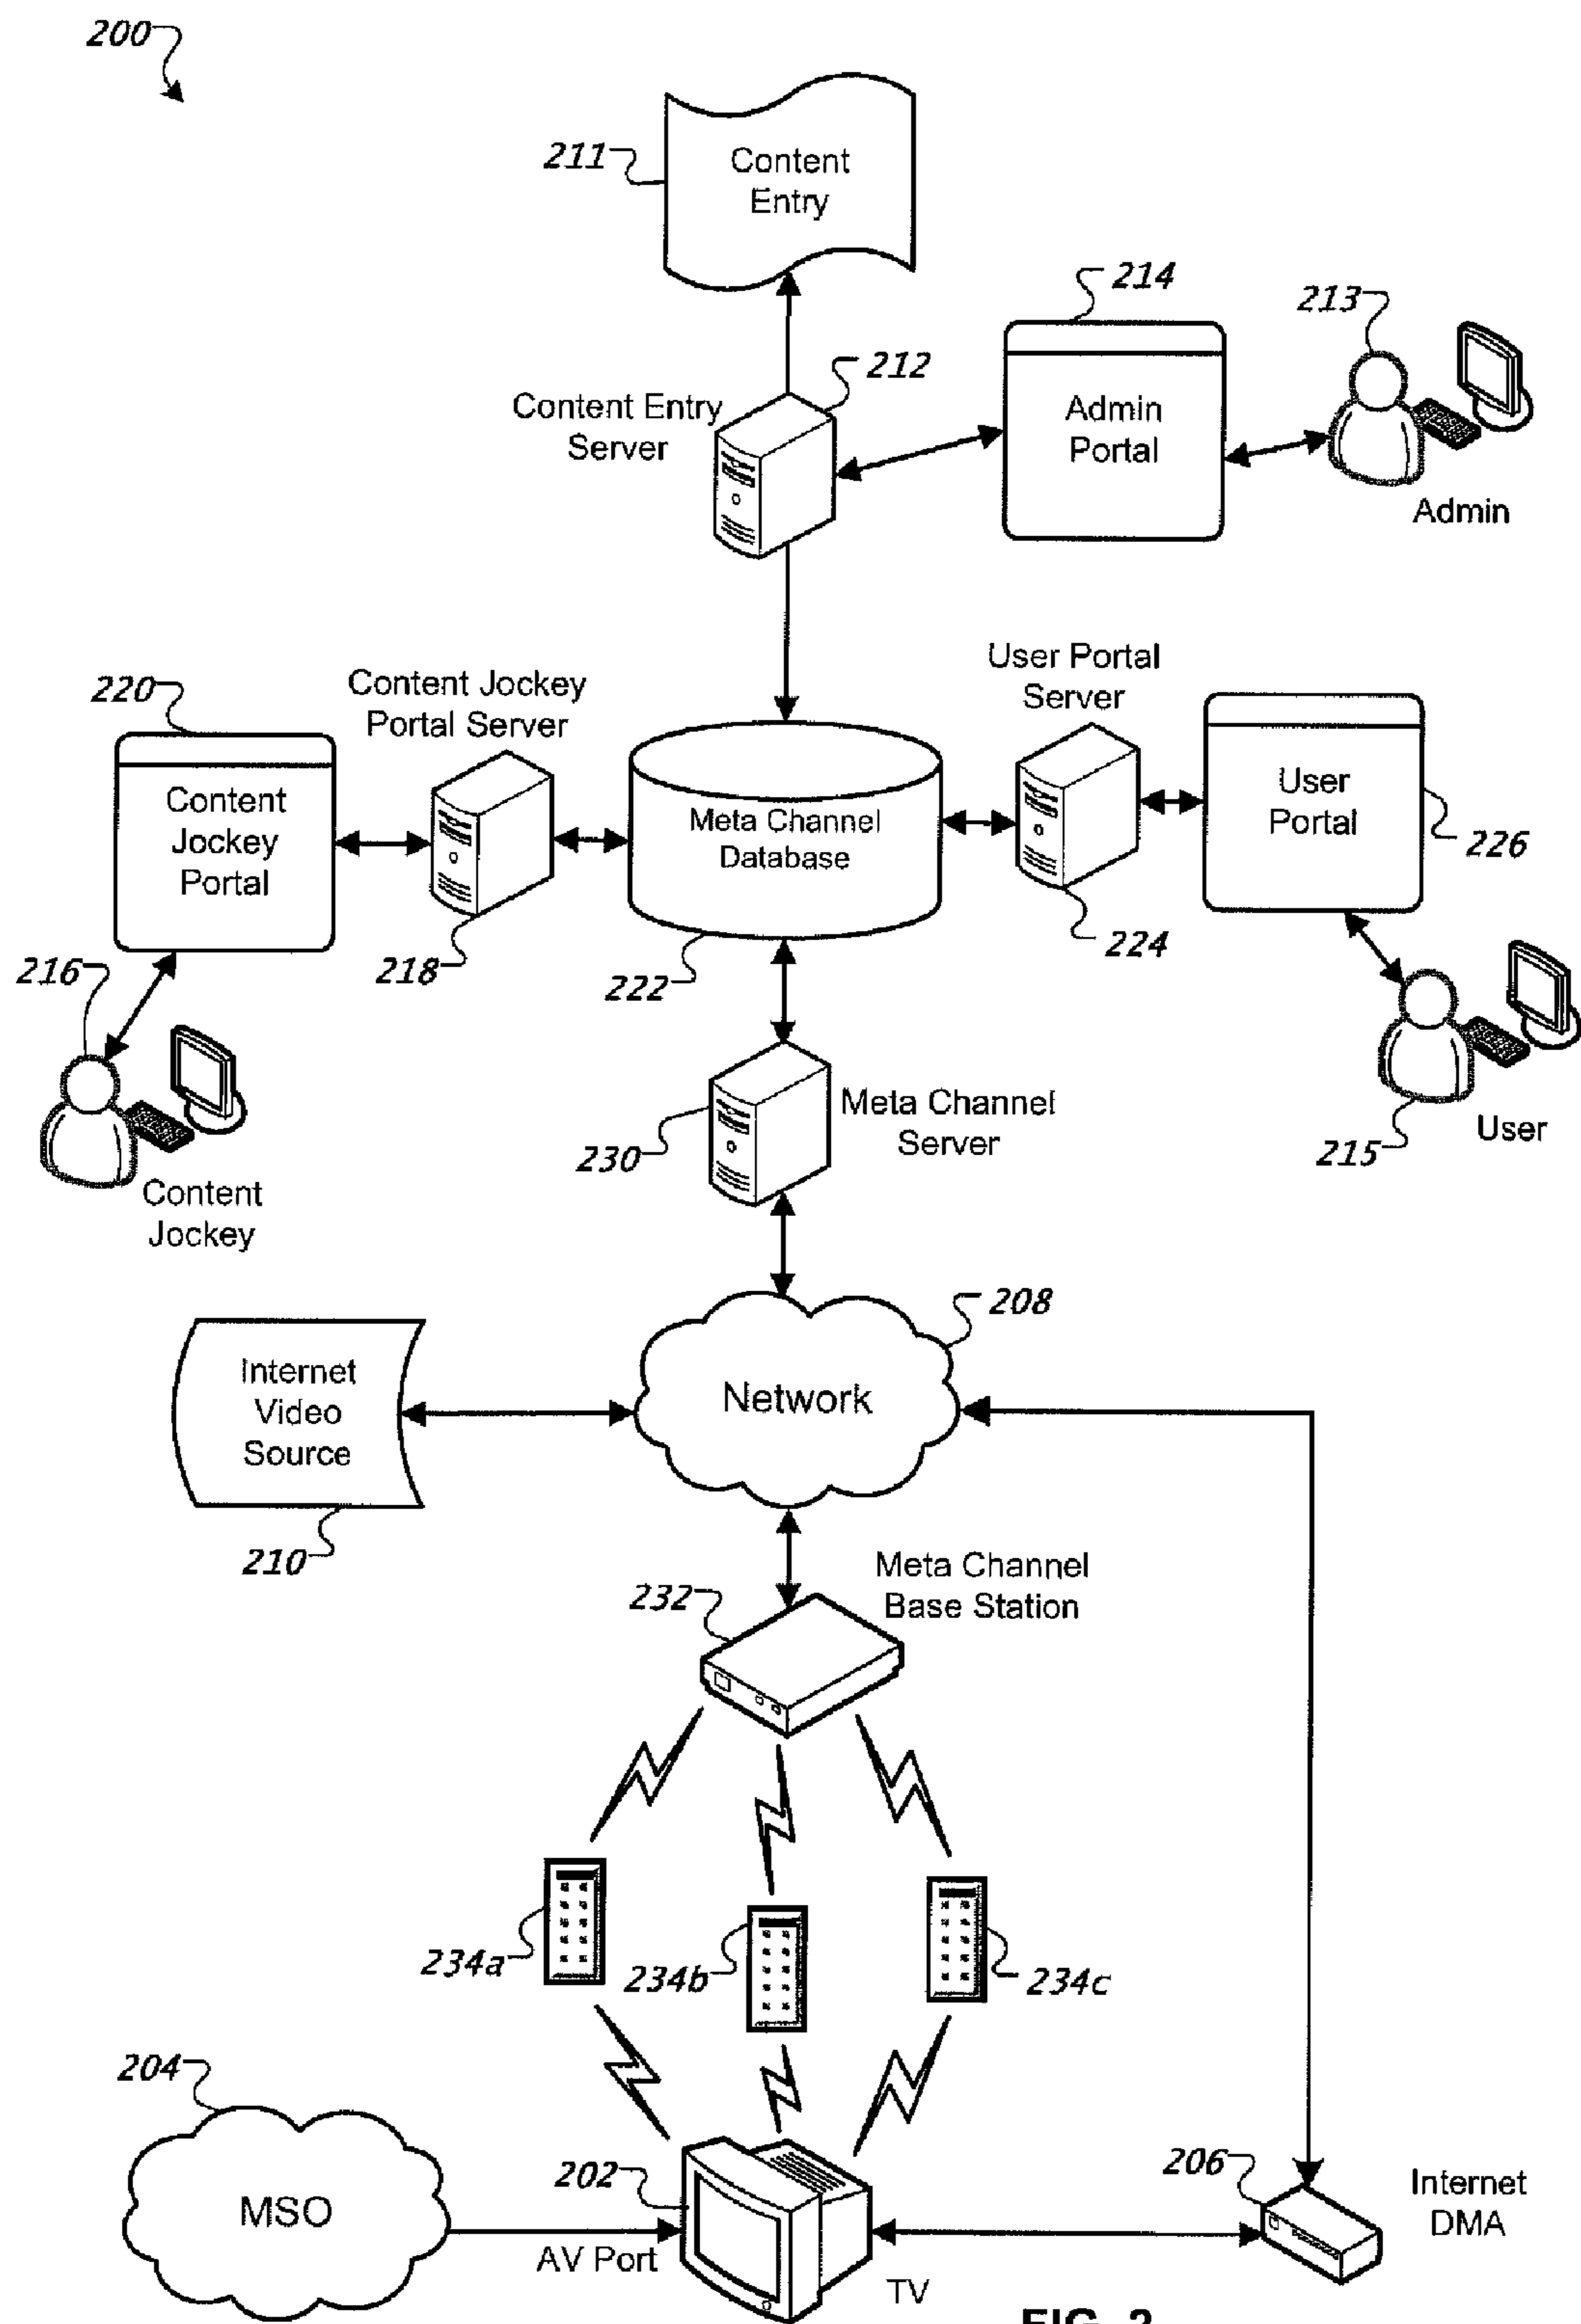 200
211
Content
Entry
214
213
212
Content Entry
Server
Admin
Portal
Admin
220
Content Jockey
Portal Server
User Portal
Server
Content
Jockey
Portal
Meta Channel
Database
User
Portal
226
216
218
222
224
Meta Channel
Server
230
User
215
Content
Jockey
208
Internet
Video
Source
Network
210
Meta Channel
Base Station
232
234a
234b
234c
204
202
206
Internet
DMA
MSO
AV Port
TV
FIG. 2